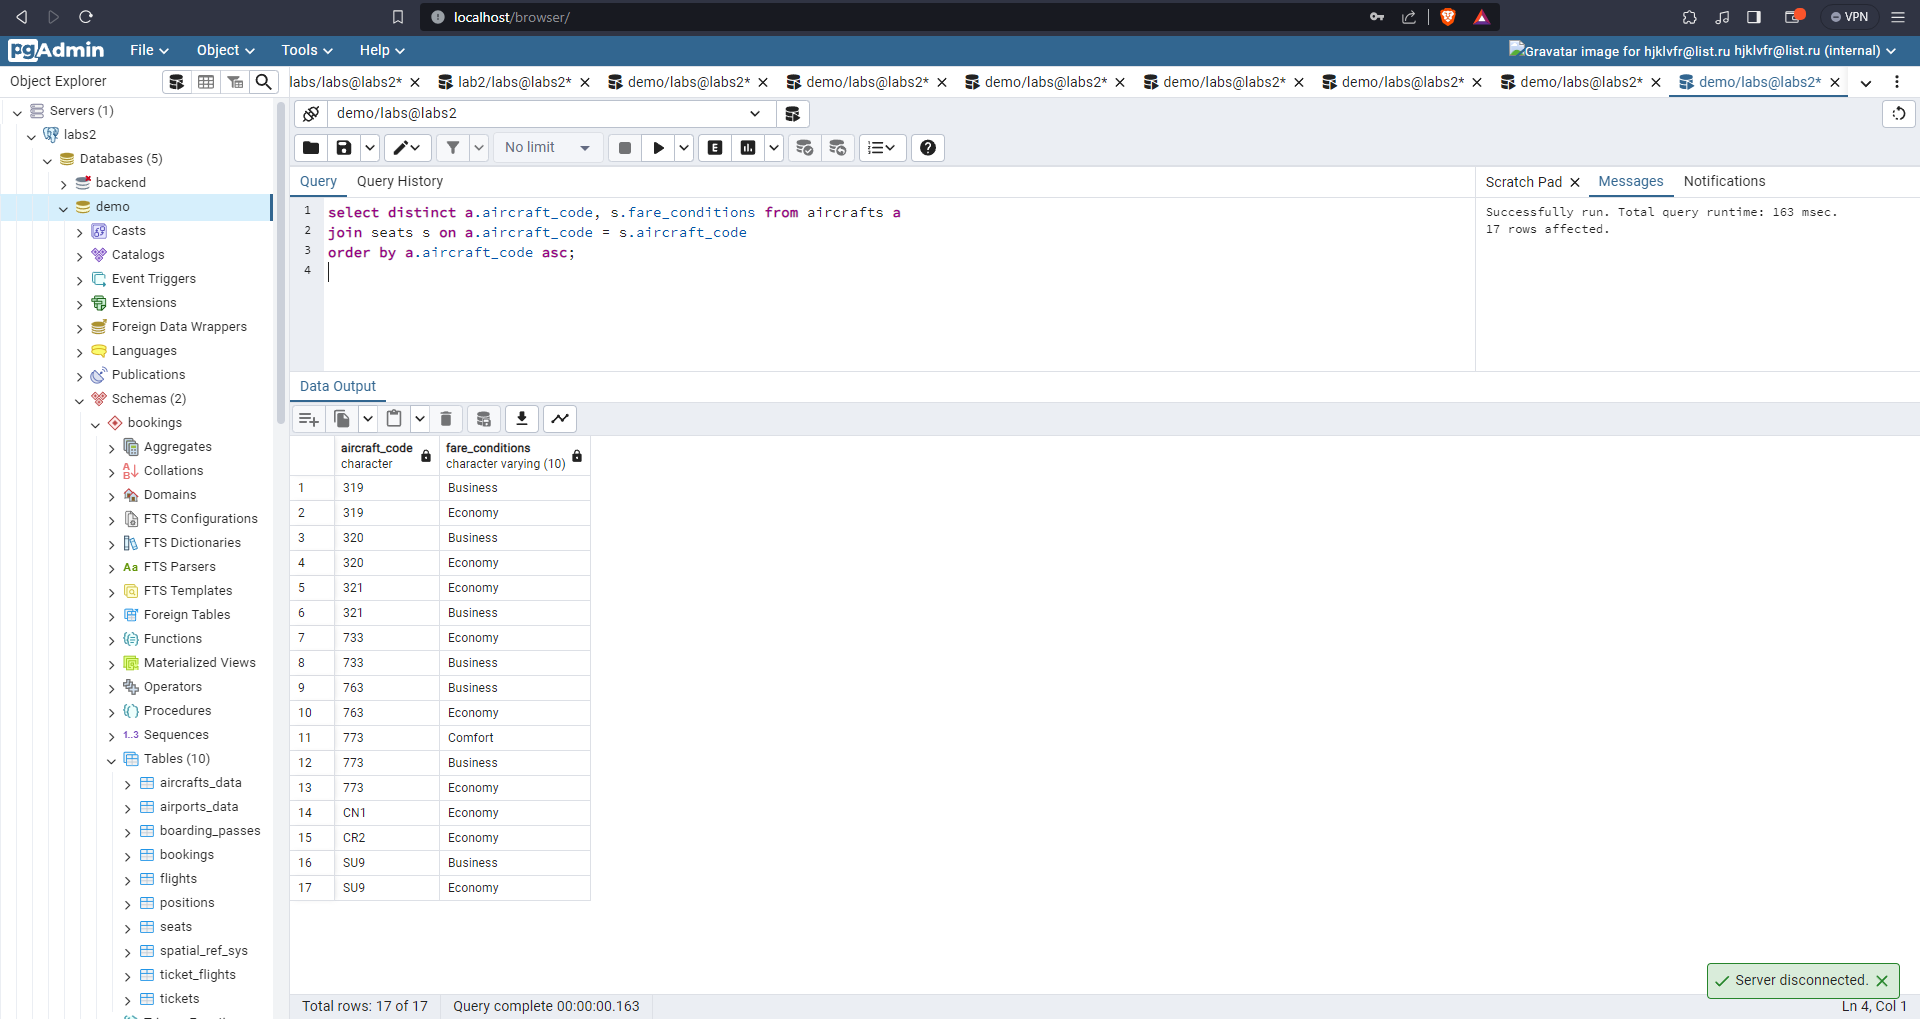 localhost/browser/
VPN
pgAdmin
File
Object
Tools
Help
Gravatar image for hjklvfr@list.ru hjklvfr@list.ru (internal)
Object Explorer
labs/labs@labs2*
lab2/labs@labs2*
demo/labs@labs2*
demo/labs@labs2*
demo/labs@labs2*
demo/labs@labs2*
demo/labs@labs2*
demo/labs@labs2*
demo/labs@labs2*
Servers (1)
labs2
Databases (5)
backend
demo
Casts
Catalogs
Event Triggers
Extensions
Foreign Data Wrappers
Languages
Publications
Schemas (2)
bookings
Aggregates
Collations
Domains
FTS Configurations
FTS Dictionaries
Aa FTS Parsers
FTS Templates
Foreign Tables
Functions
Materialized Views
Operators
Procedures
1..3 Sequences
Tables (10)
aircrafts_data
airports_data
boarding_passes
bookings
flights
positions
seats
spatial_ref_sys
ticket_flights
tickets
demo/labs@labs2
No limit
E
Query
Query History
1 select distinct a.aircraft_code, s.fare_conditions from aircrafts a
2 join seats s on a.aircraft_code = s.aircraft_code
3 order by a.aircraft_code asc;
4
Scratch Pad
Messages
Notifications
Successfully run. Total query runtime: 163 msec.
17 rows affected.
Data Output
aircraft_code
character
fare_conditions
character varying (10)
1 319 Business
2 319 Economy
3 320 Business
4 320 Economy
5 321 Economy
6 321 Business
7 733 Economy
8 733 Business
9 763 Business
10 763 Economy
11 773 Comfort
12 773 Business
13 773 Economy
14 CN1 Economy
15 CR2 Economy
16 SU9 Business
17 SU9 Economy
Server disconnected.
Total rows: 17 of 17
Query complete 00:00:00.163
Ln 4, Col 1